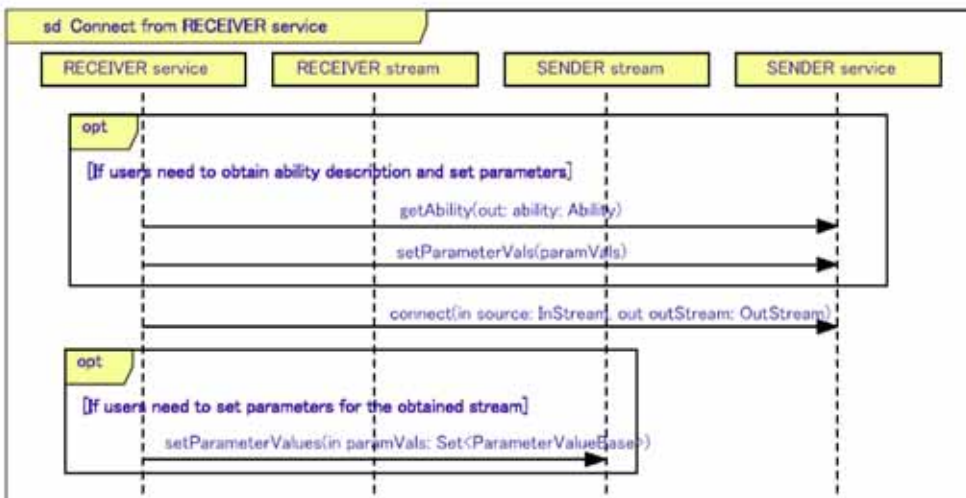 sd Connect from RECEIVER service
RECEIVER service RECEIVER stream SENDER stream SENDER service
opt
[If users need to obtain ability description and set parameters]
getAbility(out: ability: Ability)
setParameterVals(paramVals)
connect(in source: InStream, out outStream: OutStream)
opt
[If users need to set parameters for the obtained stream]
setParameterValues(in paramVals: Set<ParameterValueBase>)